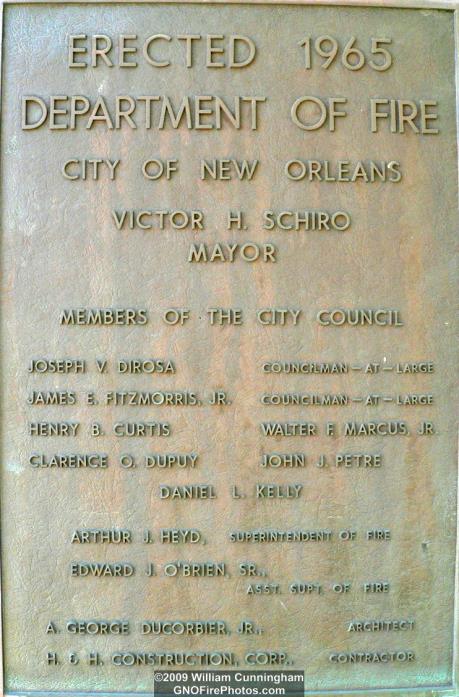 ERECTED 1965
DEPARTMENT OF FIRE
CITY OF NEW ORLEANS
VICTOR H. SCHIRO
MAYOR
MEMBERS OF THE CITY COUNCIL
JOSEPH V. DIROSA COUNCILMAN-AT-LARGE
JAMES E. FITZMORRIS, JR. COUNCILMAN-AT-LARGE
HENRY B. CURTIS WALTER F. MARCUS, JR.
CLARENCE O. DUPUY JOHN J. PETRE
DANIEL L. KELLY
ARTHUR J. HEYD, SUPERINTENDENT OF FIRE
EDWARD J. O'BRIEN, SR.,
ASST. SUPT. OF FIRE
A. GEORGE DUCORBIER, JR., ARCHITECT
H. & H. CONSTRUCTION, CORP., CONTRACTOR
©2009 William Cunningham
GNOFirePhotos.com